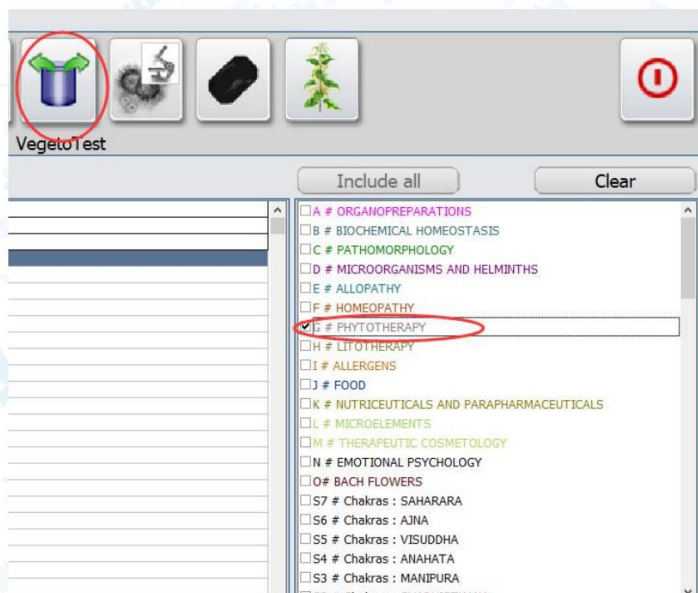 VegetoTest
Include all
Clear
A # ORGANOPREPARATIONS
B # BIOCHEMICAL HOMEOSTASIS
C # PATHOMORPHOLOGY
D # MICROORGANISMS AND HELMINTHS
E # ALLOPATHY
F # HOMEOPATHY
G # PHYTOTHERAPY
H # LITOTHERAPY
I # ALLERGENS
J # FOOD
K # NUTRICEUTICALS AND PARAPHARMACEUTICALS
L # MICROELEMENTS
M # THERAPEUTIC COSMETOLOGY
N # EMOTIONAL PSYCHOLOGY
O# BACH FLOWERS
S7 # Chakras : SAHARARA
S6 # Chakras : AJNA
S5 # Chakras : VISUDDHA
S4 # Chakras : ANAHATA
S3 # Chakras : MANIPURA